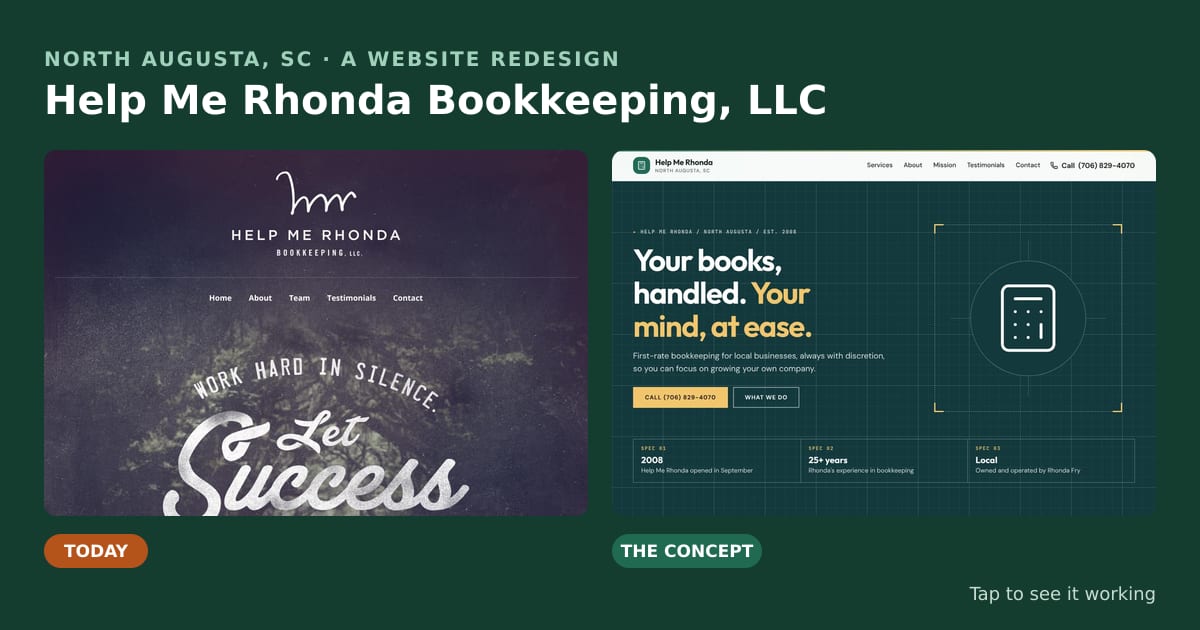 NORTH AUGUSTA, SC · A WEBSITE REDESIGN
Help Me Rhonda Bookkeeping, LLC
hmr
HELP ME RHONDA
BOOKKEEPING, LLC.
Home About Team Testimonials Contact
WORK HARD IN SILENCE.
& Let
Success
TODAY
Help Me Rhonda
NORTH AUGUSTA, SC
Services About Mission Testimonials Contact Call (706) 829-4070
HELP ME RHONDA / NORTH AUGUSTA / EST. 2008
Your books,
handled. Your
mind, at ease.
First-rate bookkeeping for local businesses, always with discretion,
so you can focus on growing your own company.
CALL (706) 829-4070 WHAT WE DO
SPEC 01 SPEC 02 SPEC 03
2008 25+ years Local
Help Me Rhonda opened in September Rhonda's experience in bookkeeping Owned and operated by Rhonda Fry
THE CONCEPT
Tap to see it working